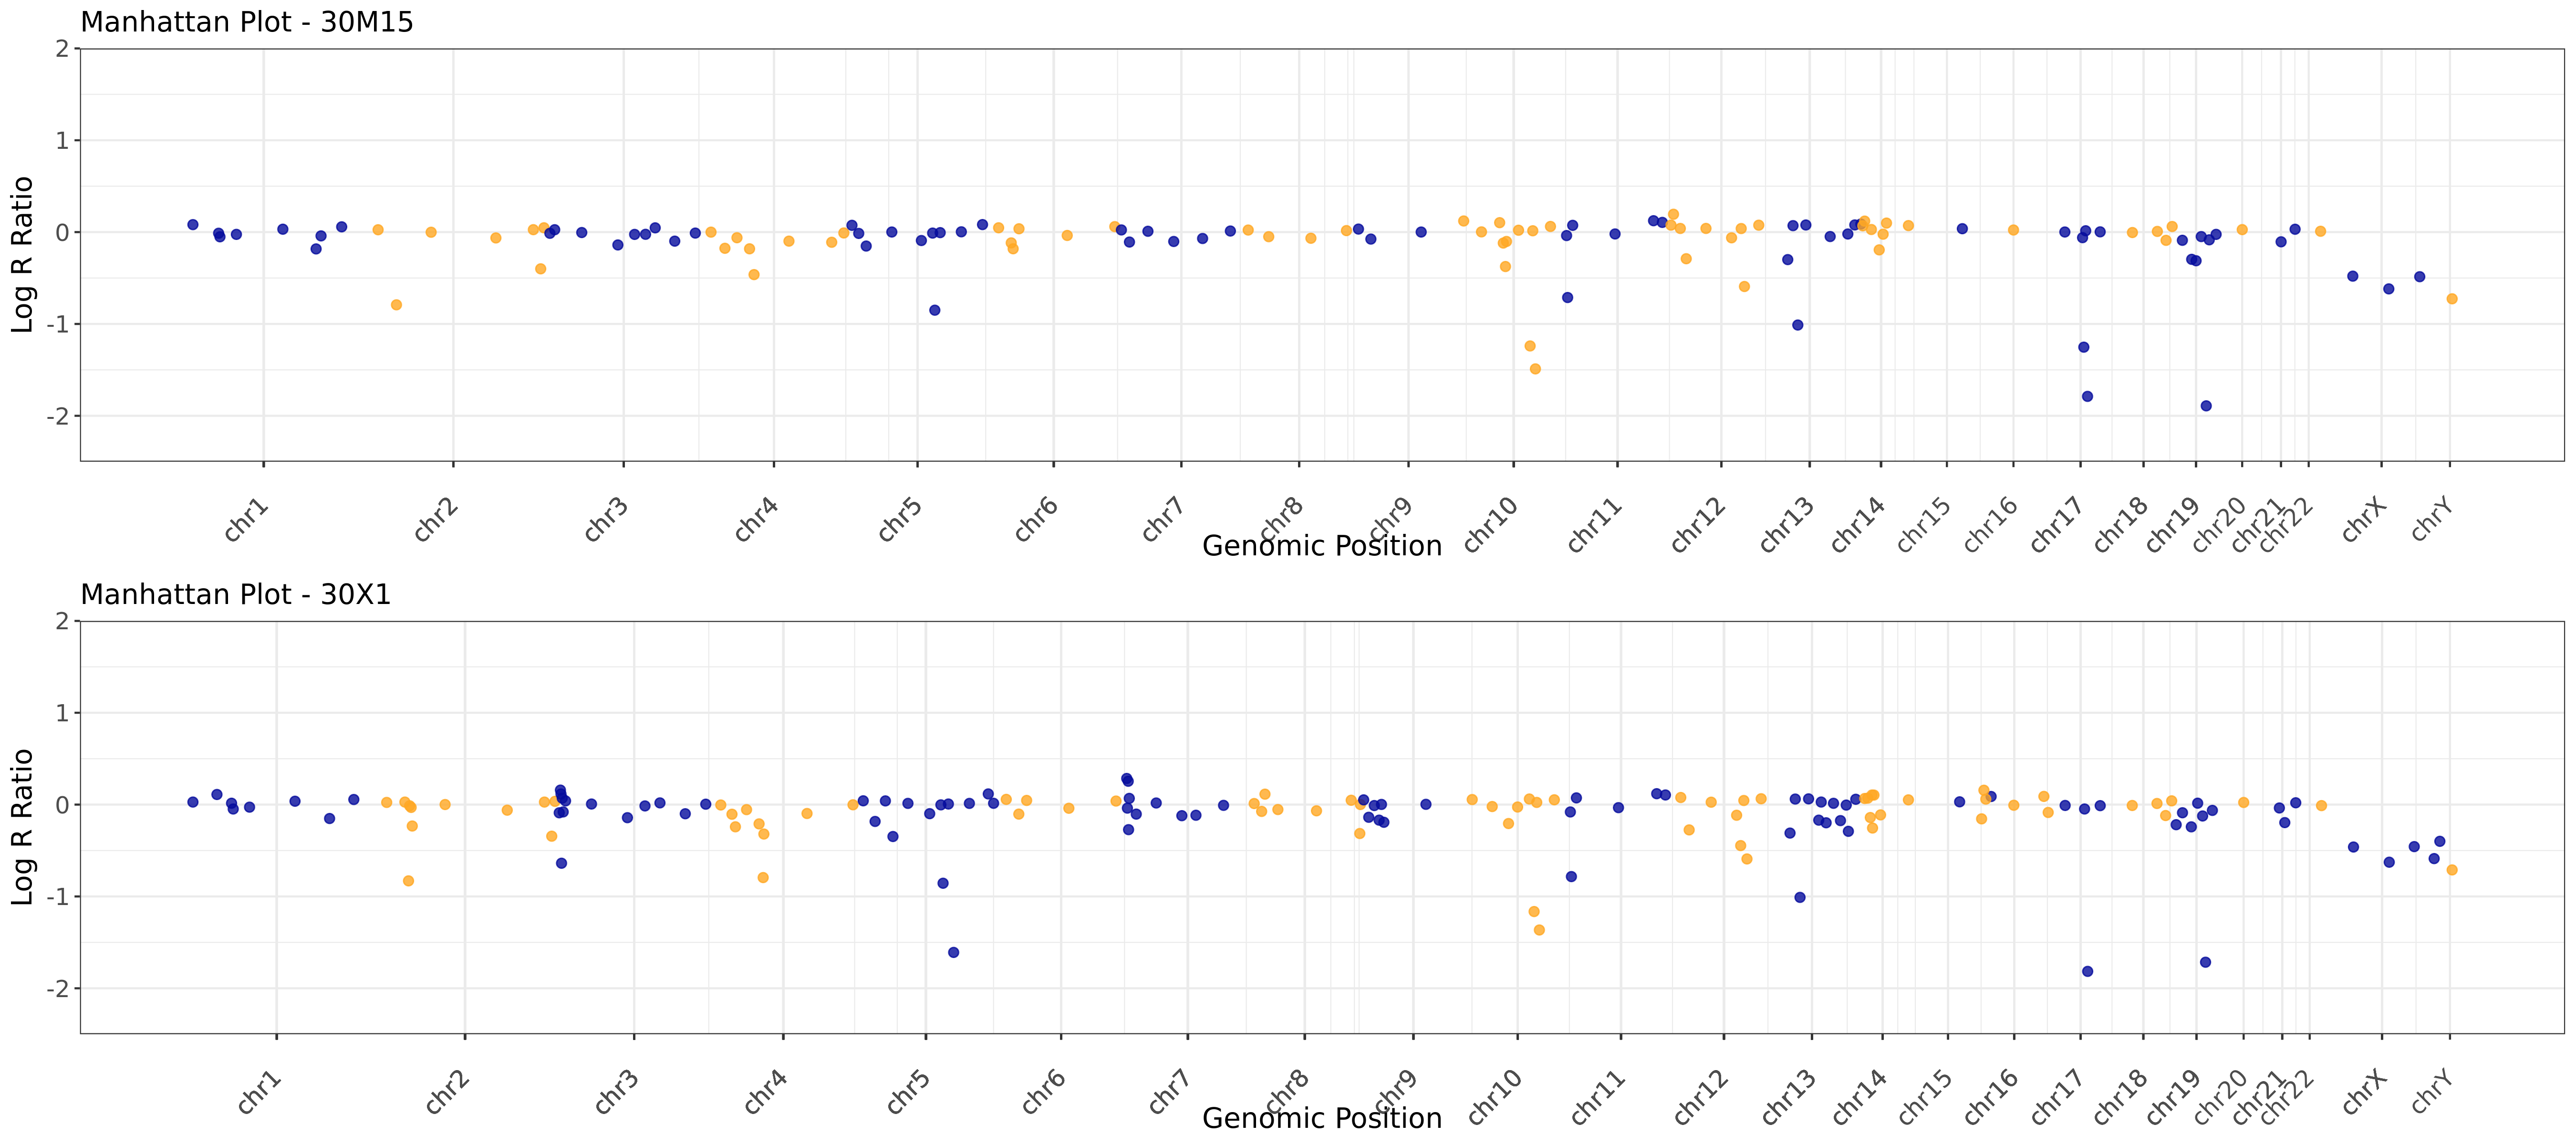 Manhattan Plot - 30M15
2
1
0
-1
-2
Log R Ratio
chr1 chr2 chr3 chr4 chr5 chr6 chr7 chr8 chr9 chr10 chr11 chr12 chr13 chr14 chr15 chr16 chr17 chr18 chr19 chr20 chr21 chr22 chrX chrY
Genomic Position
Manhattan Plot - 30X1
2
1
0
-1
-2
Log R Ratio
chr1 chr2 chr3 chr4 chr5 chr6 chr7 chr8 chr9 chr10 chr11 chr12 chr13 chr14 chr15 chr16 chr17 chr18 chr19 chr20 chr21 chr22 chrX chrY
Genomic Position